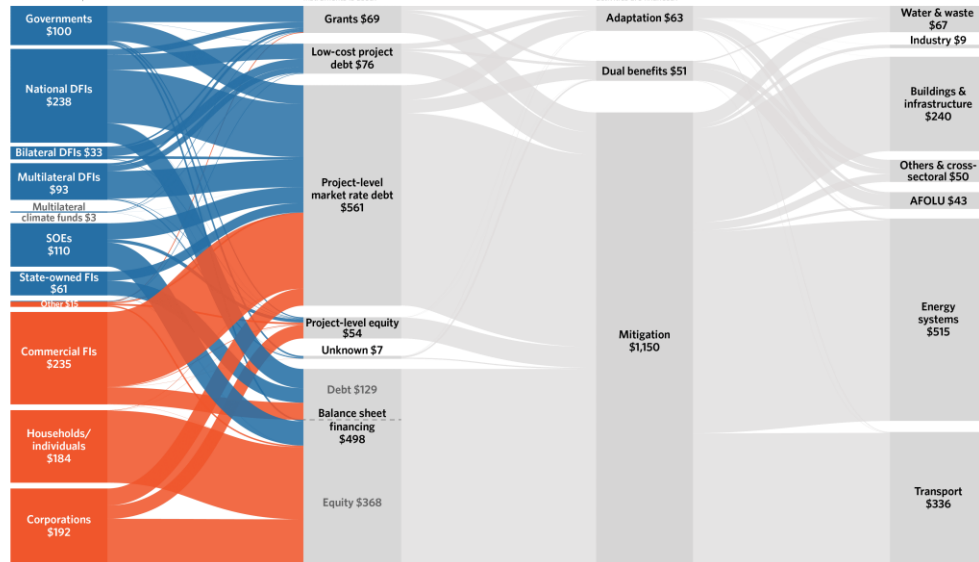 Governments
$100
National DFIs
$238
Bilateral DFIs $33
Multilateral DFIs
$93
Multilateral
climate funds $3
SOEs
$110
State-owned FIs
$61
Other $15
Commercial FIs
$235
Households/
individuals
$184
Corporations
$192
Grants $69
Low-cost project
debt $76
Project-level
market rate debt
$561
Project-level equity
$54
Unknown $7
Debt $129
Balance sheet
financing
$498
Equity $368
Adaptation $63
Dual benefits $51
Mitigation
$1,150
Water & waste
$67
Industry $9
Buildings &
infrastructure
$240
Others & cross-
sectoral $50
AFOLU $43
Energy
systems
$515
Transport
$336